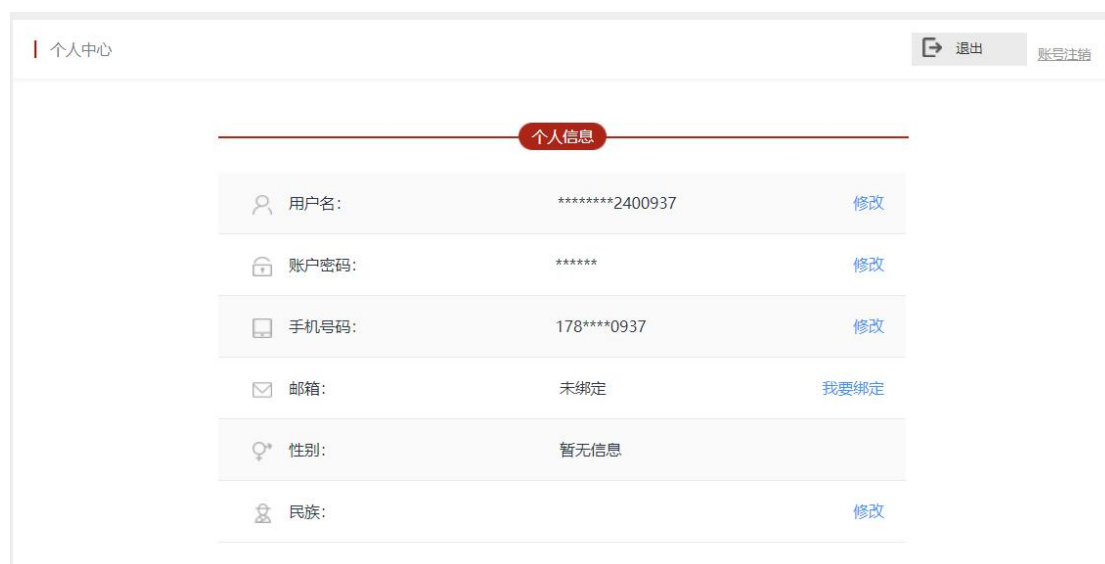 个人中心
退出
账号注销
个人信息
用户名： ********2400937 修改
账户密码： ****** 修改
手机号码： 178****0937 修改
邮箱： 未绑定 我要绑定
性别： 暂无信息
民族： 修改